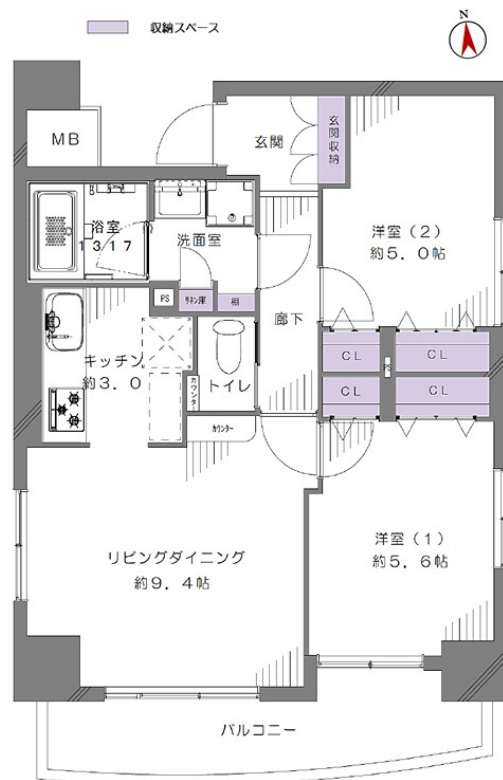 収納スペース
N
MB
玄関
玄関収納
浴室
1317
洗面室
洋室（2）
約5．0帖
PS
リネン庫
棚
廊下
キッチン
約3．0
トイレ
カウンター
CL
CL
PS
CL
CL
カウンター
洋室（1）
約5．6帖
リビングダイニング
約9．4帖
バルコニー